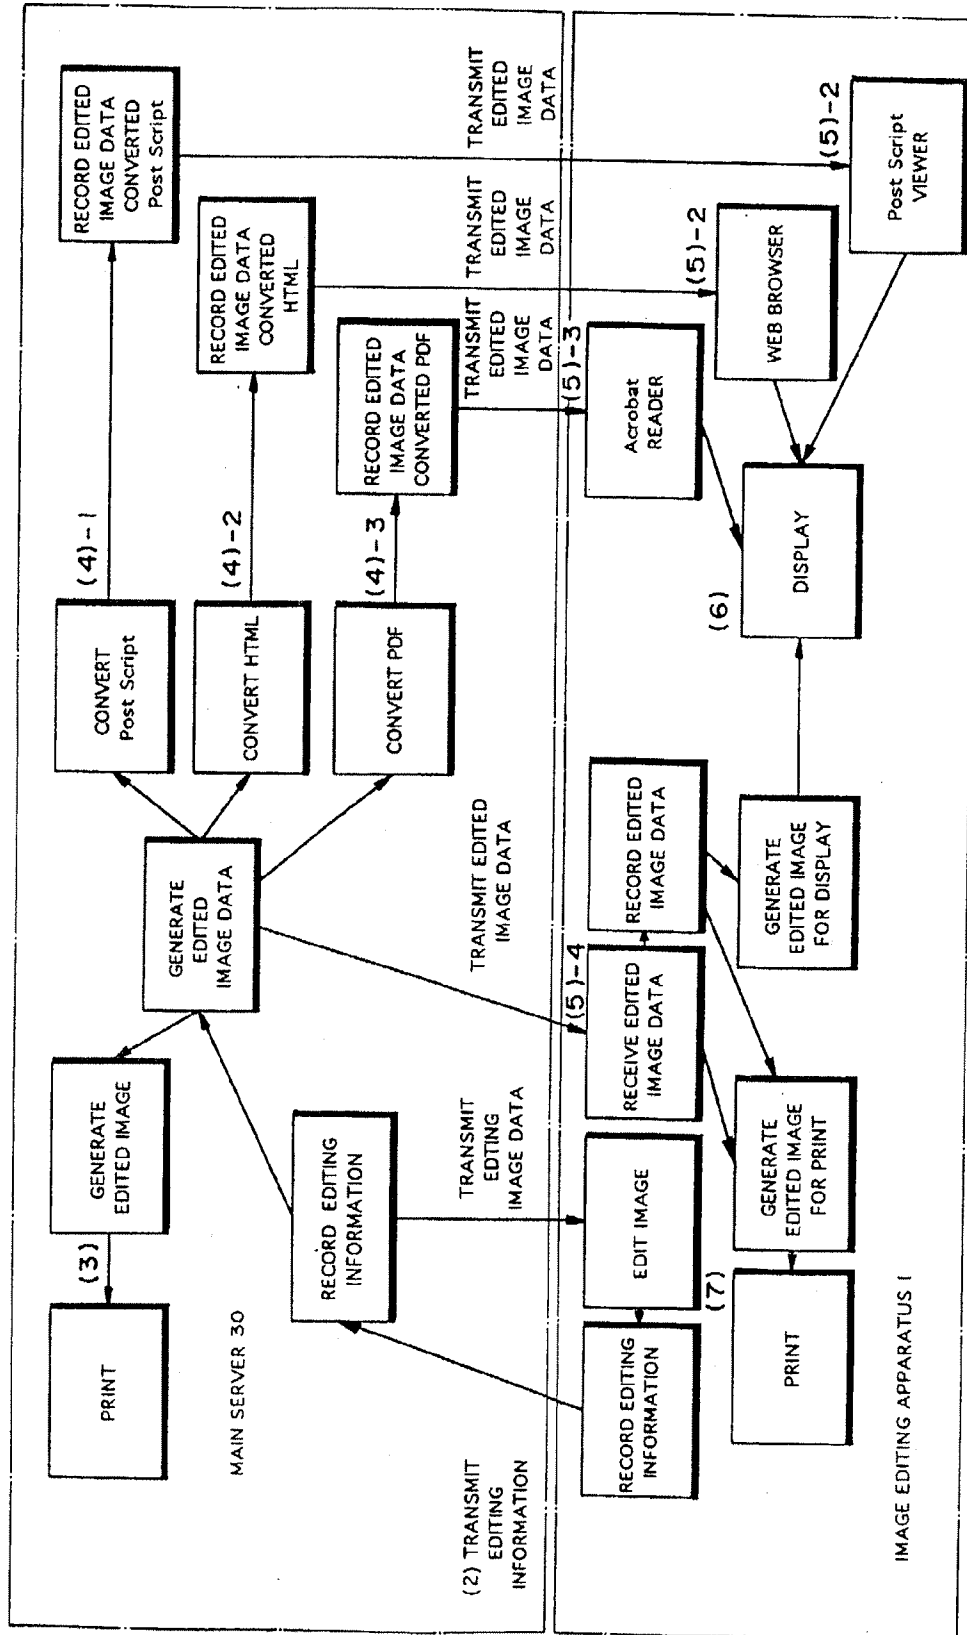 RECORD EDITED
IMAGE DATA
CONVERTED
Post Script
TRANSMIT
EDITED
IMAGE
DATA
(5)-2
Post Script
VIEWER
RECORD EDITED
IMAGE DATA
CONVERTED
HTML
TRANSMIT
EDITED
IMAGE
DATA
(5)-2
WEB BROWSER
RECORD EDITED
IMAGE DATA
CONVERTED PDF
TRANSMIT
EDITED
IMAGE
DATA
(5)-3
Acrobat
READER
(4)-1
(4)-2
(4)-3
CONVERT
Post Script
CONVERT HTML
CONVERT PDF
(6)
DISPLAY
GENERATE
EDITED
IMAGE DATA
TRANSMIT EDITED
IMAGE DATA
RECORD EDITED
IMAGE DATA
GENERATE
EDITED IMAGE
FOR DISPLAY
(5)-4
RECEIVE EDITED
IMAGE DATA
GENERATE
EDITED IMAGE
(3)
PRINT
MAIN SERVER 30
RECORD EDITING
INFORMATION
TRANSMIT
EDTING
IMAGE DATA
EDIT IMAGE
GENERATE
EDITED IMAGE
FOR PRINT
(7)
PRINT
RECORD EDITING
INFORMATION
(2) TRANSMIT
EDITING
INFORMATION
IMAGE EDITING APPARATUS 1